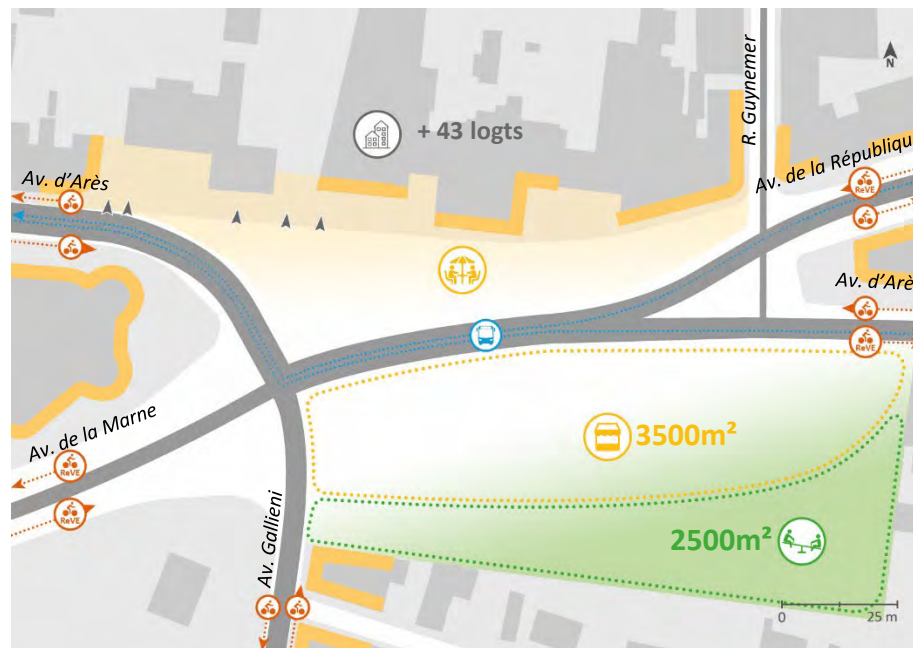 N
+ 43 logts
R. Guynemer
Av. d'Arès
Av. de la Républiqu
ReVE
Av. d'Arè
ReVE
3500m²
Av. de la Marne
ReVE
ReVE
Av. Gallieni
2500m²
0 25 m